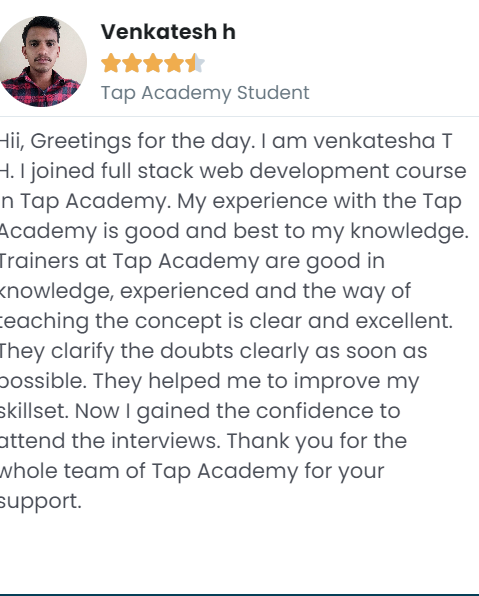 Venkatesh h
Tap Academy Student
Hii, Greetings for the day. I am venkatesha T
H. I joined full stack web development course
in Tap Academy. My experience with the Tap
Academy is good and best to my knowledge.
Trainers at Tap Academy are good in
knowledge, experienced and the way of
teaching the concept is clear and excellent.
They clarify the doubts clearly as soon as
possible. They helped me to improve my
skillset. Now I gained the confidence to
attend the interviews. Thank you for the
whole team of Tap Academy for your
support.